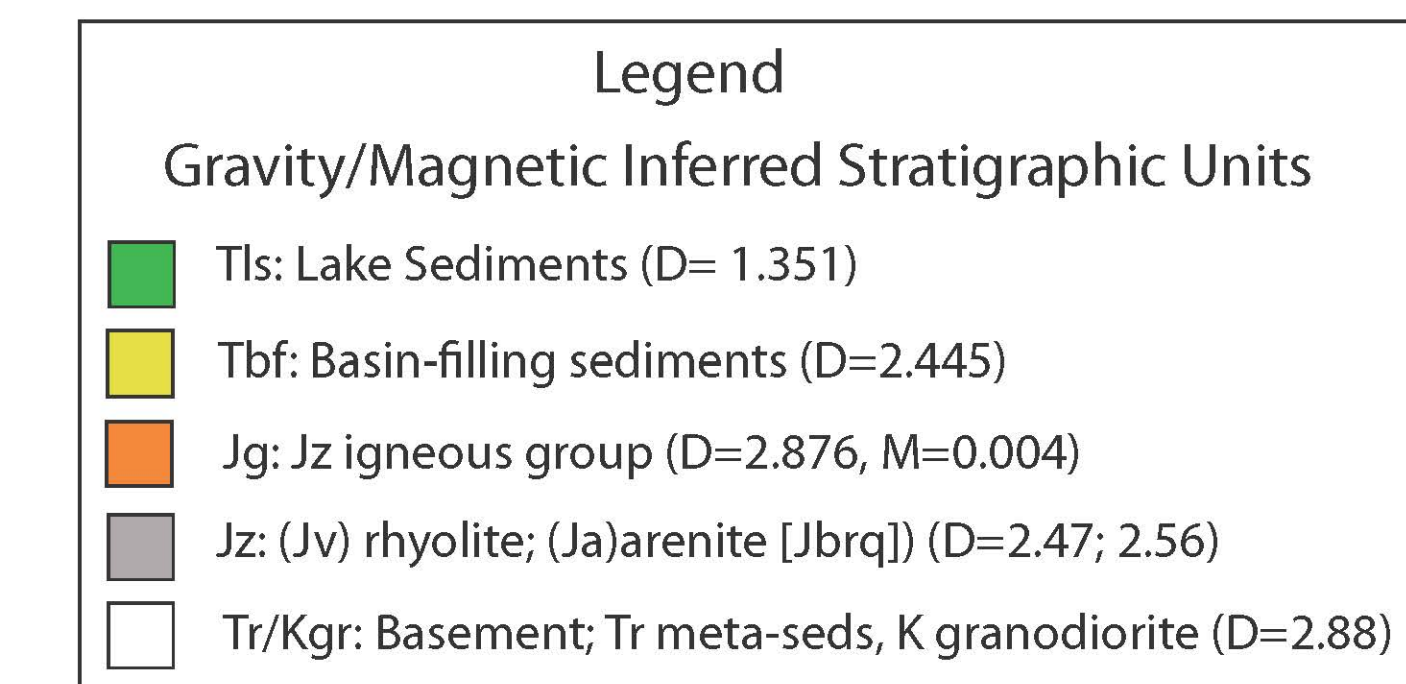 Legend
Gravity/Magnetic Inferred Stratigraphic Units
Tls: Lake Sediments (D= 1.351)
Tbf: Basin-filling sediments (D=2.445)
Jg: Jz igneous group (D=2.876, M=0.004)
Jz: (Jv) rhyolite; (Ja)arenite [Jbrq]) (D=2.47; 2.56)
Tr/Kgr: Basement; Tr meta-seds, K granodiorite (D=2.88)